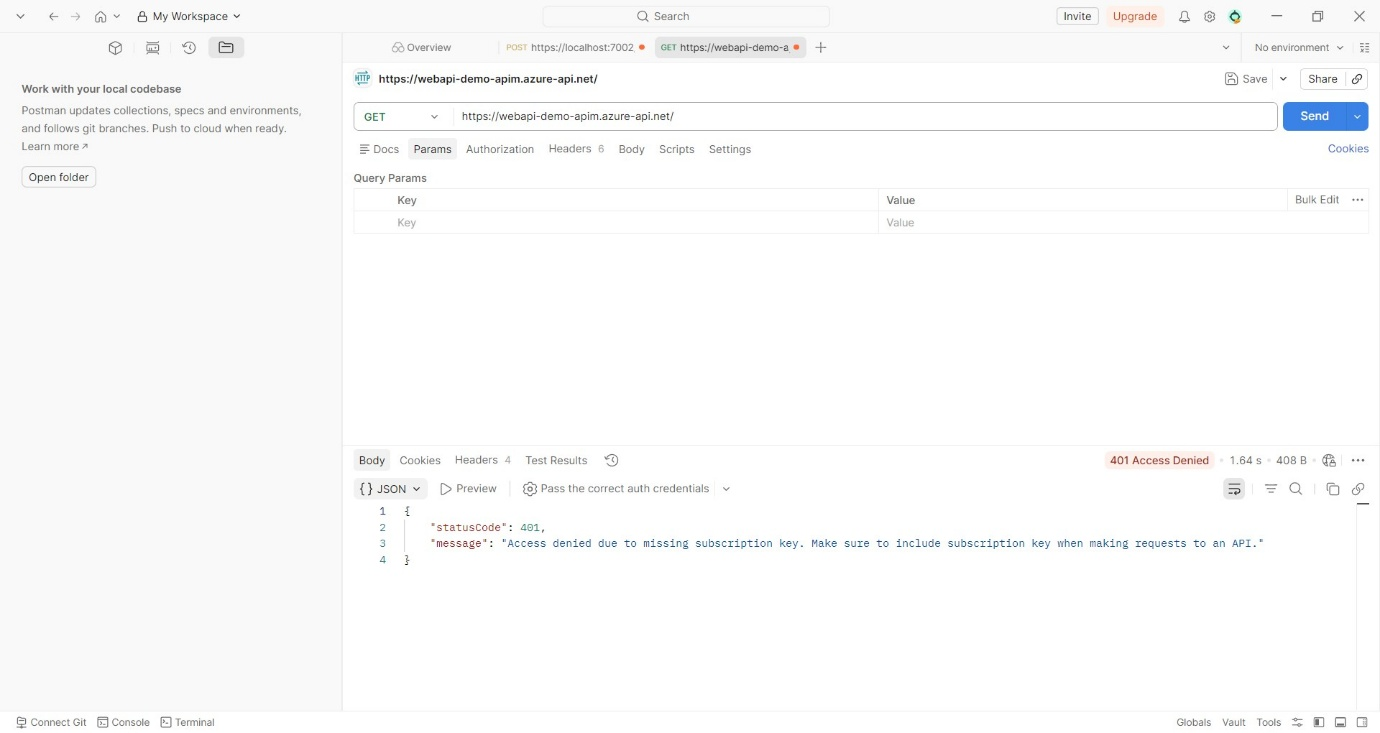 My Workspace
Search
Invite
Upgrade
Overview
POST https://localhost:7002
GET https://webapi-demo-a
No environment
Work with your local codebase
Postman updates collections, specs and environments,
and follows git branches. Push to cloud when ready.
Learn more ↗
Open folder
HTTP https://webapi-demo-apim.azure-api.net/
Save
Share
GET https://webapi-demo-apim.azure-api.net/
Send
Docs Params Authorization Headers 6 Body Scripts Settings
Cookies
Query Params
Key Value Bulk Edit
Key Value
Body Cookies Headers 4 Test Results
401 Access Denied • 1.64 s • 408 B
{} JSON Preview Pass the correct auth credentials
1 {
2 "statusCode": 401,
3 "message": "Access denied due to missing subscription key. Make sure to include subscription key when making requests to an API."
4 }
Connect Git Console Terminal
Globals Vault Tools